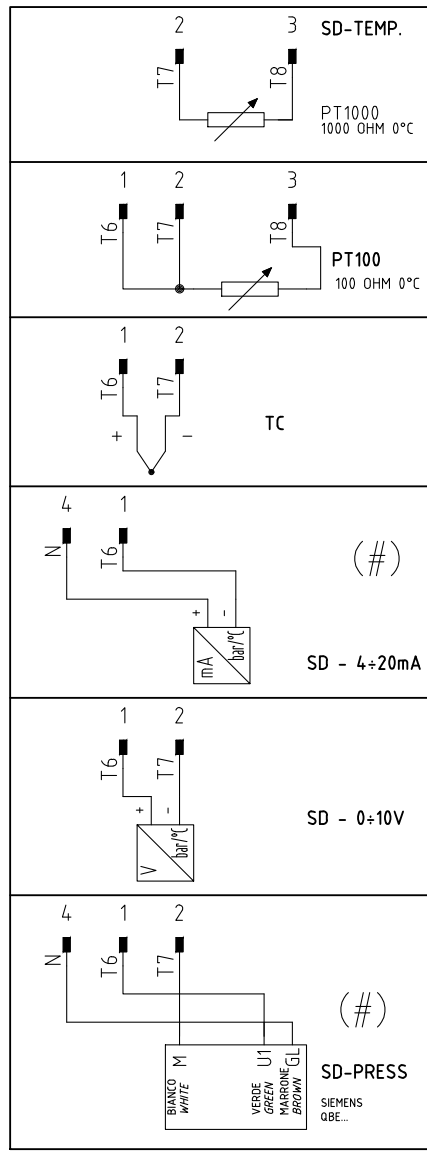 2 3 SD-TEMP.
T7 T8
PT1000
1000 OHM 0°C
1 2 3
T6 T7 T8
PT100
100 OHM 0°C
1 2
T6 T7
+ −
TC
4 1
N T6
(#)
+ -
mA bar/°C
SD - 4÷20mA
1 2
T6 T7
+ -
V bar/°C
SD - 0÷10V
4 1 2
N T6 T7
(#)
M U1 GL
BIANCO
WHITE
VERDE
GREEN
MARRONE
BROWN
SD-PRESS
SIEMENS
QBE...